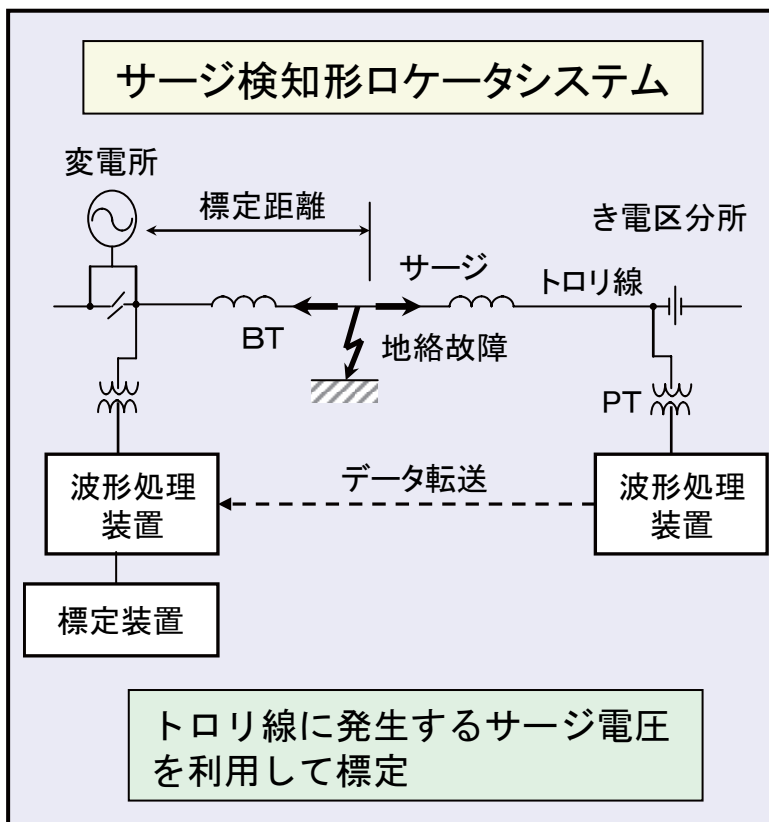 サージ検知形ロケータシステム
変電所
標定距離
き電区分所
サージ
トロリ線
BT
地絡故障
PT
波形処理
装置
データ転送
波形処理
装置
標定装置
トロリ線に発生するサージ電圧
を利用して標定